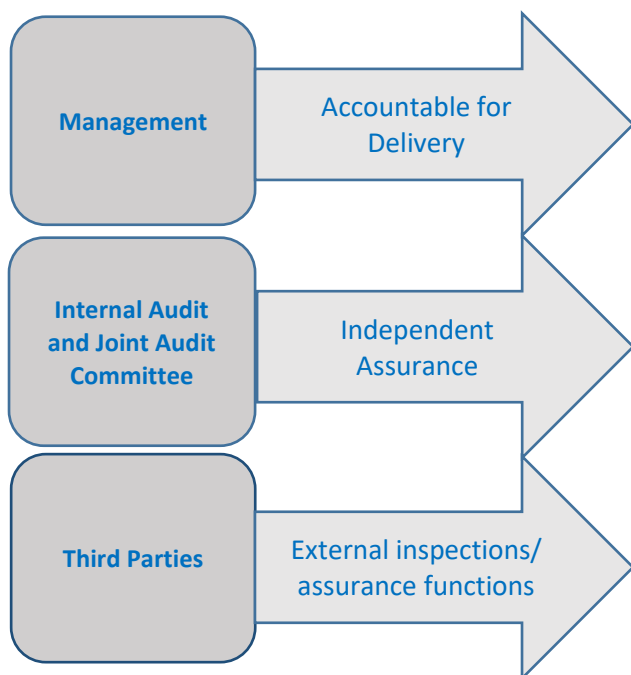 Management
Accountable for
Delivery
Internal Audit
and Joint Audit
Committee
Independent
Assurance
Third Parties
External inspections/
assurance functions